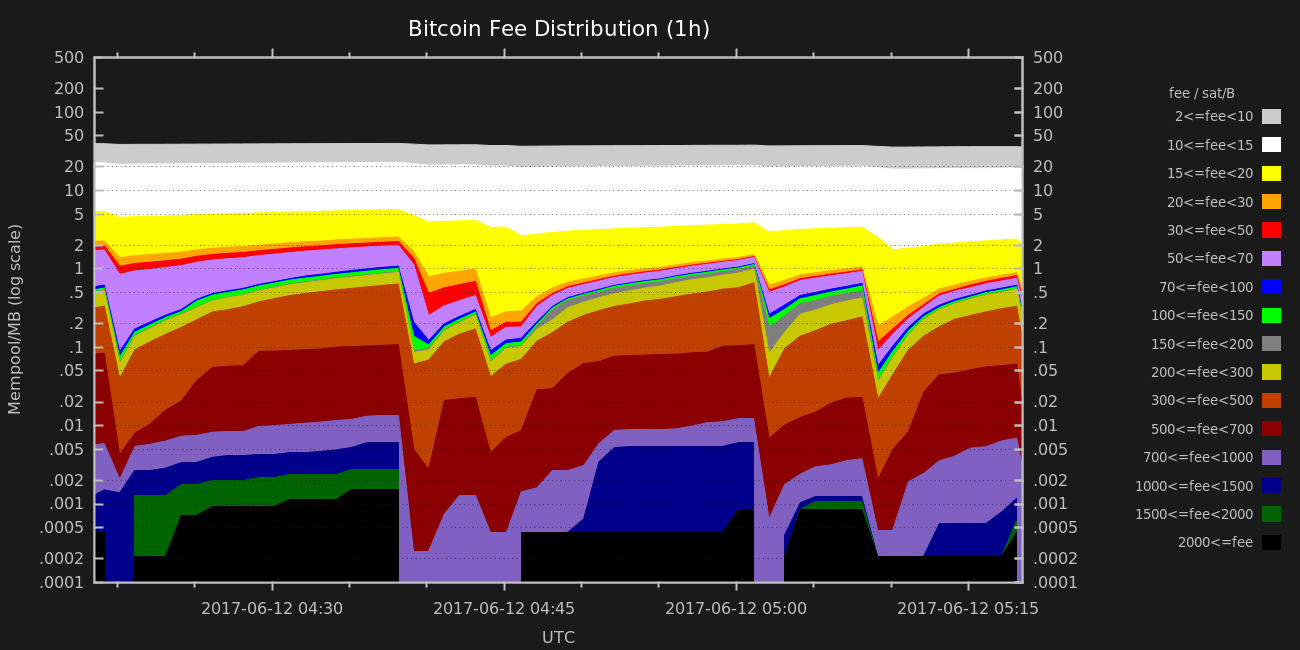 Bitcoin Fee Distribution (1h)
500 500
200 200
100 100
50 50
20 20
10 10
5 5
2 2
1 1
.5 .5
.2 .2
.1 .1
.05 .05
.02 .02
.01 .01
.005 .005
.002 .002
.001 .001
.0005 .0005
.0002 .0002
.0001 .0001
Mempool/MB (log scale)
2017-06-12 04:30 2017-06-12 04:45 2017-06-12 05:00 2017-06-12 05:15
UTC
fee / sat/B
2<=fee<10
10<=fee<15
15<=fee<20
20<=fee<30
30<=fee<50
50<=fee<70
70<=fee<100
100<=fee<150
150<=fee<200
200<=fee<300
300<=fee<500
500<=fee<700
700<=fee<1000
1000<=fee<1500
1500<=fee<2000
2000<=fee